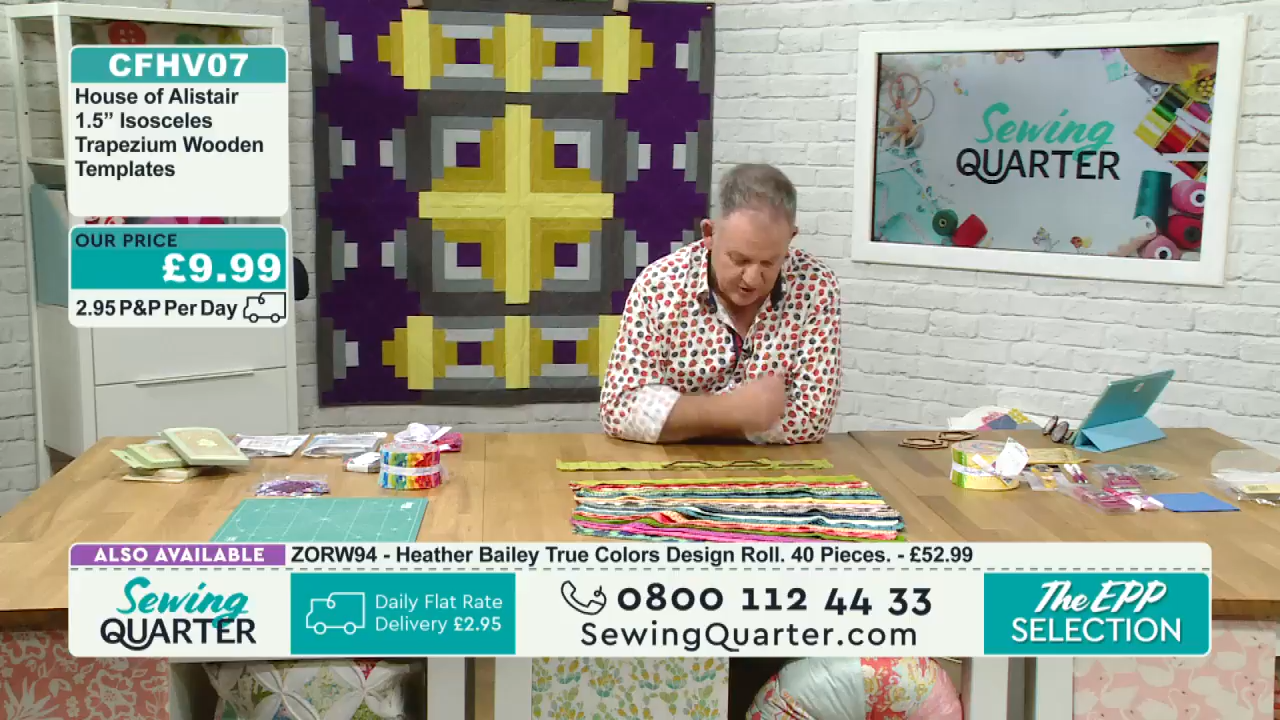 CFHV07
House of Alistair
1.5” Isosceles
Trapezium Wooden
Templates
OUR PRICE
£9.99
2.95 P&P Per Day
Sewing
QUARTER
ALSO AVAILABLE
ZORW94 - Heather Bailey True Colors Design Roll. 40 Pieces. - £52.99
Sewing
QUARTER
Daily Flat Rate
Delivery £2.95
0800 112 44 33
SewingQuarter.com
The EPP
SELECTION